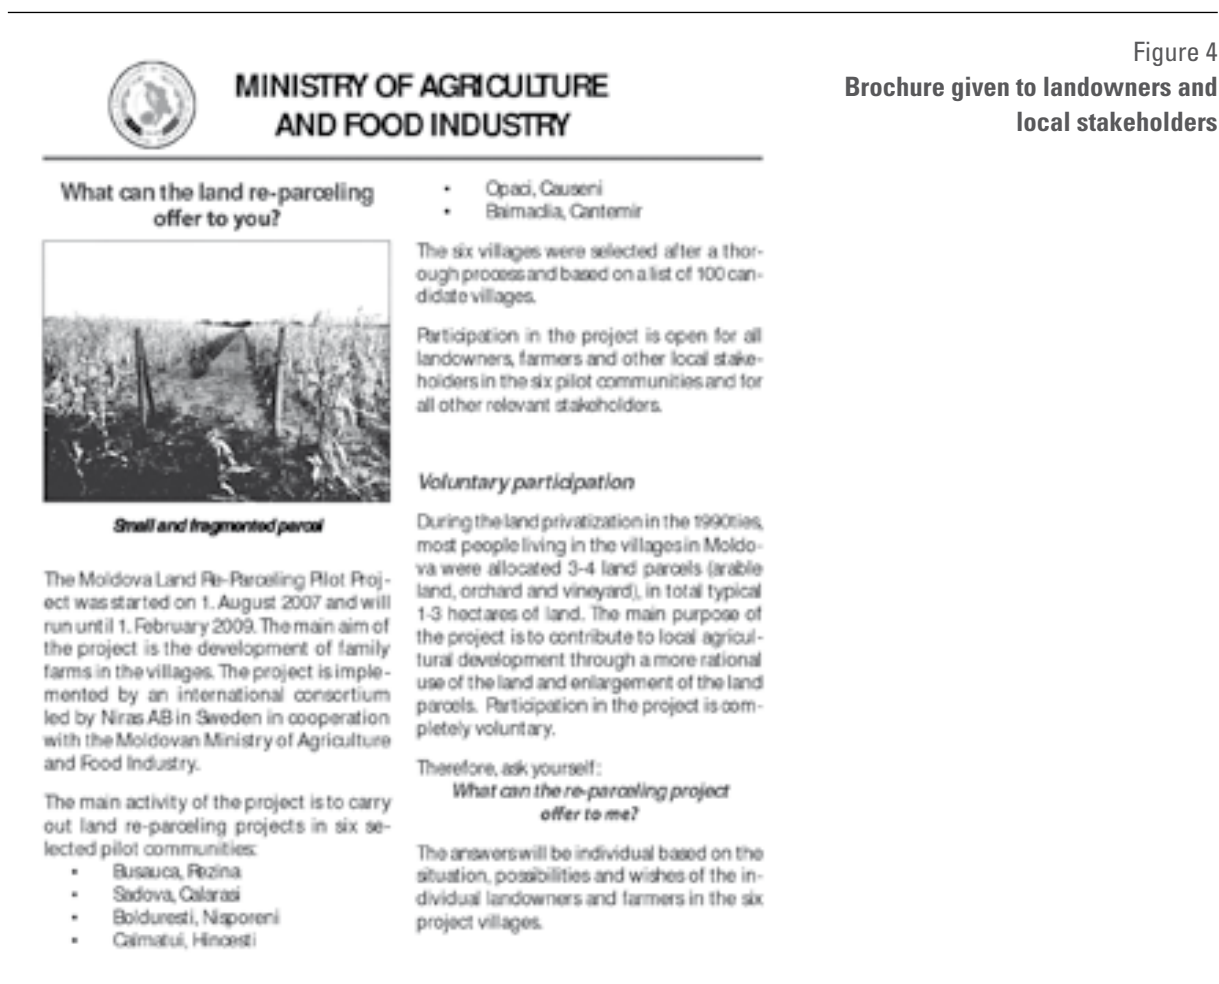 Figure 4
Brochure given to landowners and
local stakeholders
MINISTRY OF AGRICULTURE
AND FOOD INDUSTRY
What can the land re-parceling
offer to you?
Small and fragmented parcel
The Moldova Land Re-Parceling Pilot Proj-
ect was started on 1. August 2007 and will
run until 1. February 2009. The main aim of
the project is the development of family
farms in the villages. The project is imple-
mented by an international consortium
led by Niras AB in Sweden in cooperation
with the Moldovan Ministry of Agriculture
and Food Industry.
The main activity of the project is to carry
out land re-parceling projects in six se-
lected pilot communities:
• Busauca, Rezina
• Sadova, Calarasi
• Bolduresti, Nisporeni
• Calmatui, Hincesti
• Opaci, Causeni
• Baimaclia, Cantemir
The six villages were selected after a thor-
ough process and based on a list of 100 can-
didate villages.
Participation in the project is open for all
landowners, farmers and other local stake-
holders in the six pilot communities and for
all other relevant stakeholders.
Voluntary participation
During the land privatization in the 1990ties,
most people living in the villages in Moldo-
va were allocated 3-4 land parcels (arable
land, orchard and vineyard), in total typical
1-3 hectares of land. The main purpose of
the project is to contribute to local agricul-
tural development through a more rational
use of the land and enlargement of the land
parcels. Participation in the project is com-
pletely voluntary.
Therefore, ask yourself:
What can the re-parceling project
offer to me?
The answers will be individual based on the
situation, possibilities and wishes of the in-
dividual landowners and farmers in the six
project villages.